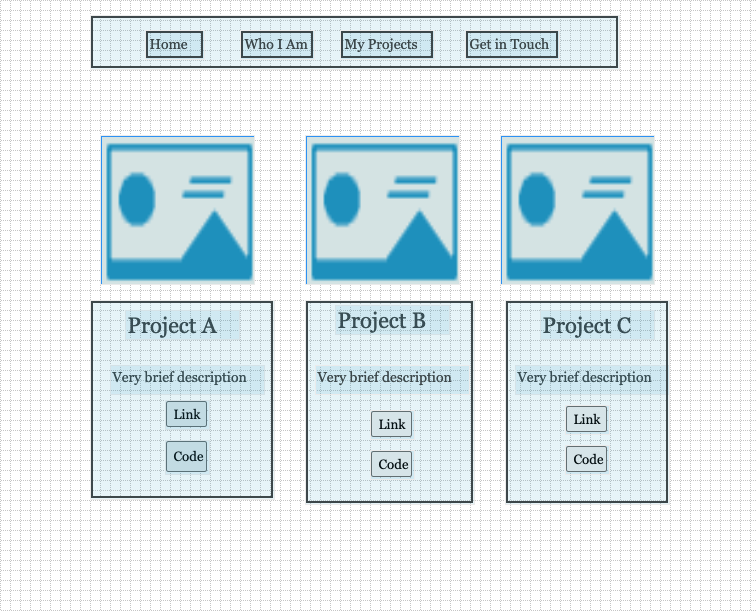 Home Who I Am My Projects Get in Touch
Project A
Very brief description
Link
Code
Project B
Very brief description
Link
Code
Project C
Very brief description
Link
Code